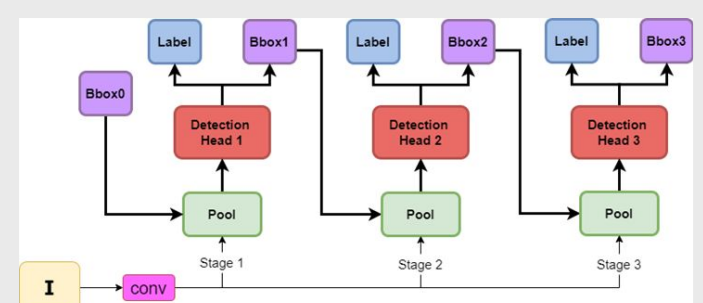 Label
Bbox1
Label
Bbox2
Label
Bbox3
Bbox0
Detection
Head 1
Detection
Head 2
Detection
Head 3
Pool
Pool
Pool
Stage 1
Stage 2
Stage 3
I
conv